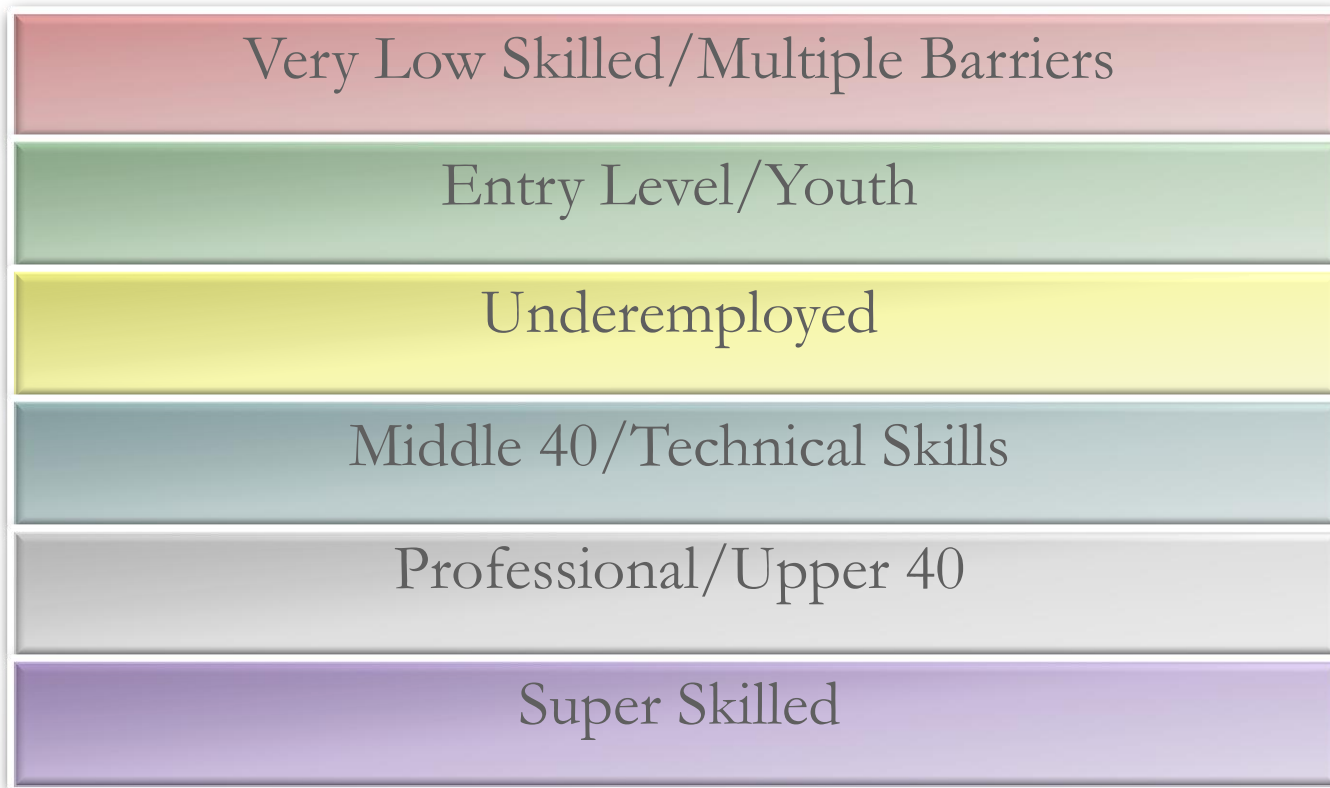 Very Low Skilled/Multiple Barriers
Entry Level/Youth
Underemployed
Middle 40/Technical Skills
Professional/Upper 40
Super Skilled